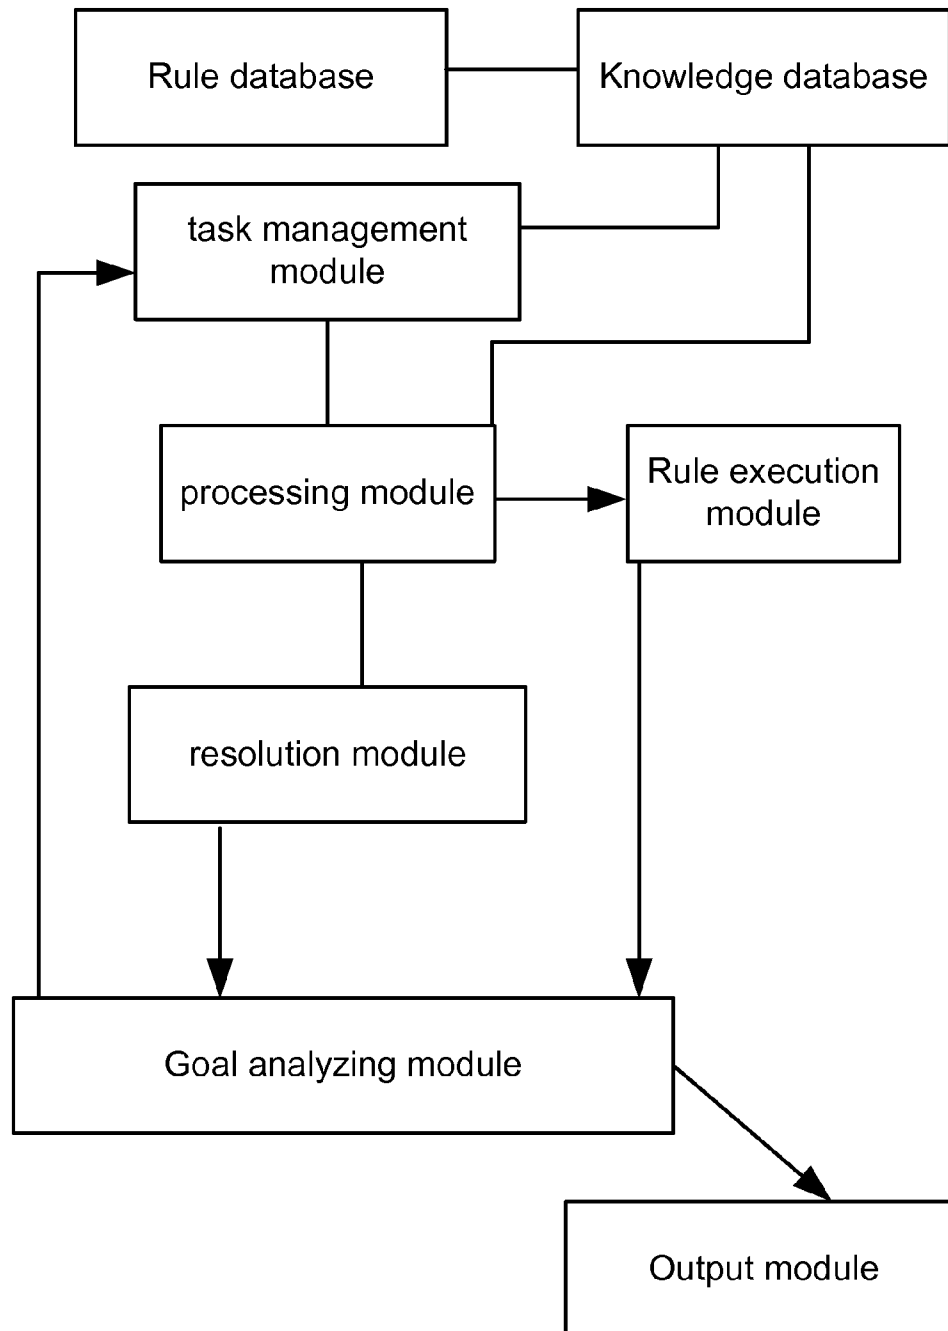 Rule database
Knowledge database
task management
module
processing module
Rule execution
module
resolution module
Goal analyzing module
Output module